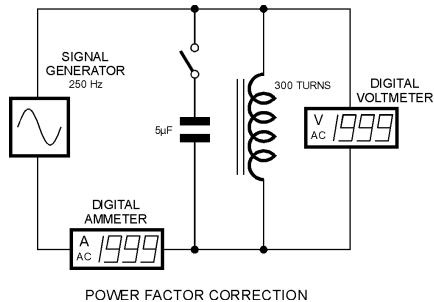 SIGNAL
GENERATOR
250 Hz
5µF
300 TURNS
DIGITAL
VOLTMETER
V
AC
1999
DIGITAL
AMMETER
A
AC
1999
POWER FACTOR CORRECTION